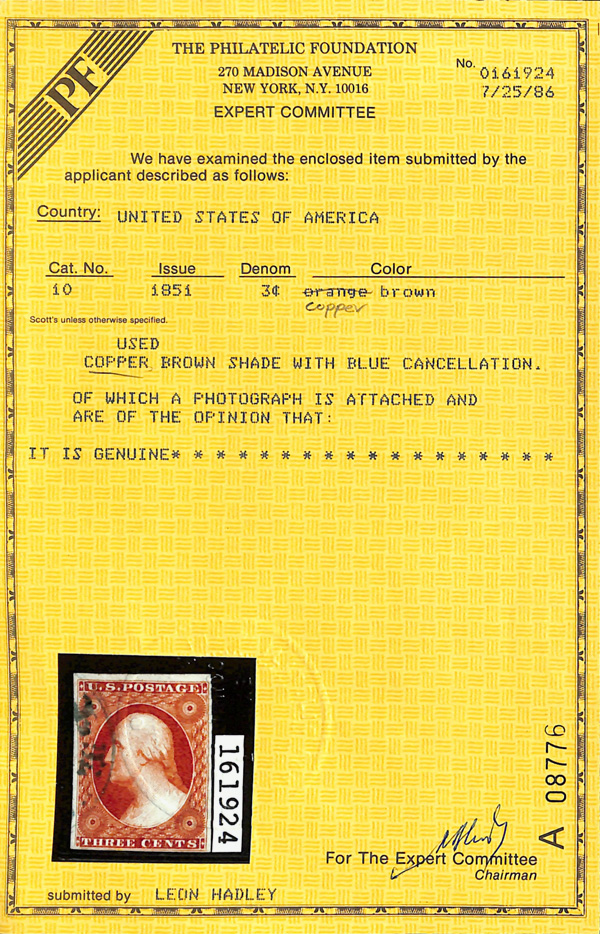 PF
THE PHILATELIC FOUNDATION
270 MADISON AVENUE
NEW YORK, N.Y. 10016
EXPERT COMMITTEE
No. 0161924
7/25/86
We have examined the enclosed item submitted by the
applicant described as follows:
Country: UNITED STATES OF AMERICA
Cat. No. Issue Denom Color
10 1851 3¢ orange brown
copper
Scott's unless otherwise specified.
USED
COPPER BROWN SHADE WITH BLUE CANCELLATION.
OF WHICH A PHOTOGRAPH IS ATTACHED AND
ARE OF THE OPINION THAT:
IT IS GENUINE* * * * * * * * * * * * * * * * * *
U.S.POSTAGE
THREE CENTS
161924
A 08776
For The Expert Committee
Chairman
submitted by LEON HADLEY